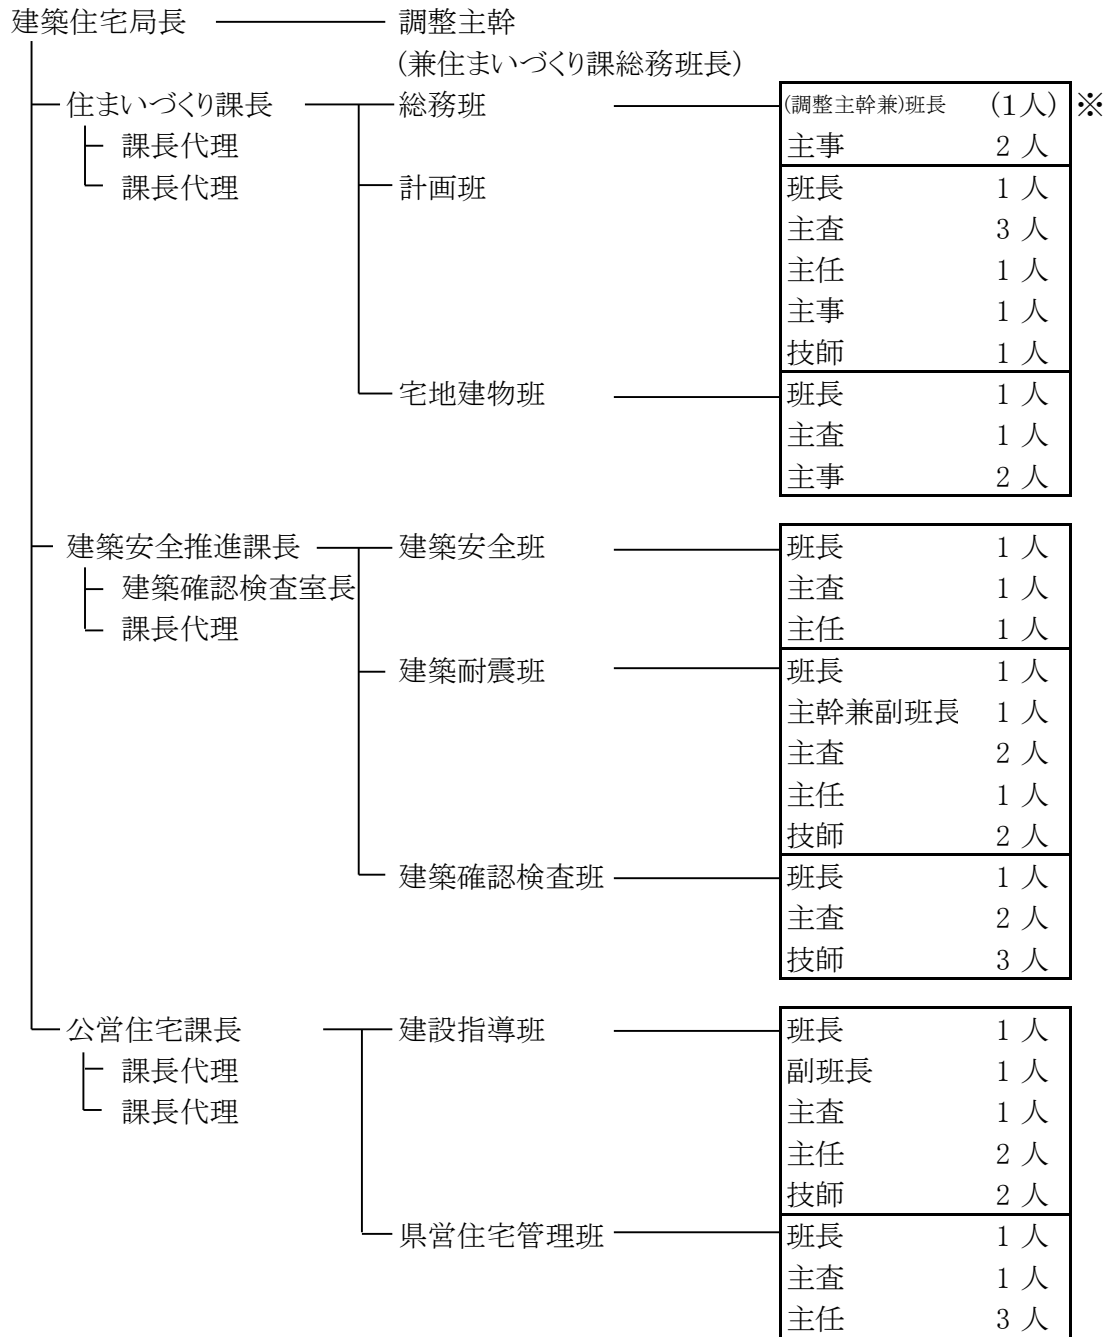 建築住宅局長 調整主幹
(兼住まいづくり課総務班長)
住まいづくり課長 総務班 (調整主幹兼)班長 (1人) ※
課長代理 主事 2 人
課長代理 計画班 班長 1 人
主査 3 人
主任 1 人
主事 1 人
技師 1 人
宅地建物班 班長 1 人
主査 1 人
主事 2 人
建築安全推進課長 建築安全班 班長 1 人
建築確認検査室長 主査 1 人
課長代理 主任 1 人
建築耐震班 班長 1 人
主幹兼副班長 1 人
主査 2 人
主任 1 人
技師 2 人
建築確認検査班 班長 1 人
主査 2 人
技師 3 人
公営住宅課長 建設指導班 班長 1 人
課長代理 副班長 1 人
課長代理 主査 1 人
主任 2 人
技師 2 人
県営住宅管理班 班長 1 人
主査 1 人
主任 3 人